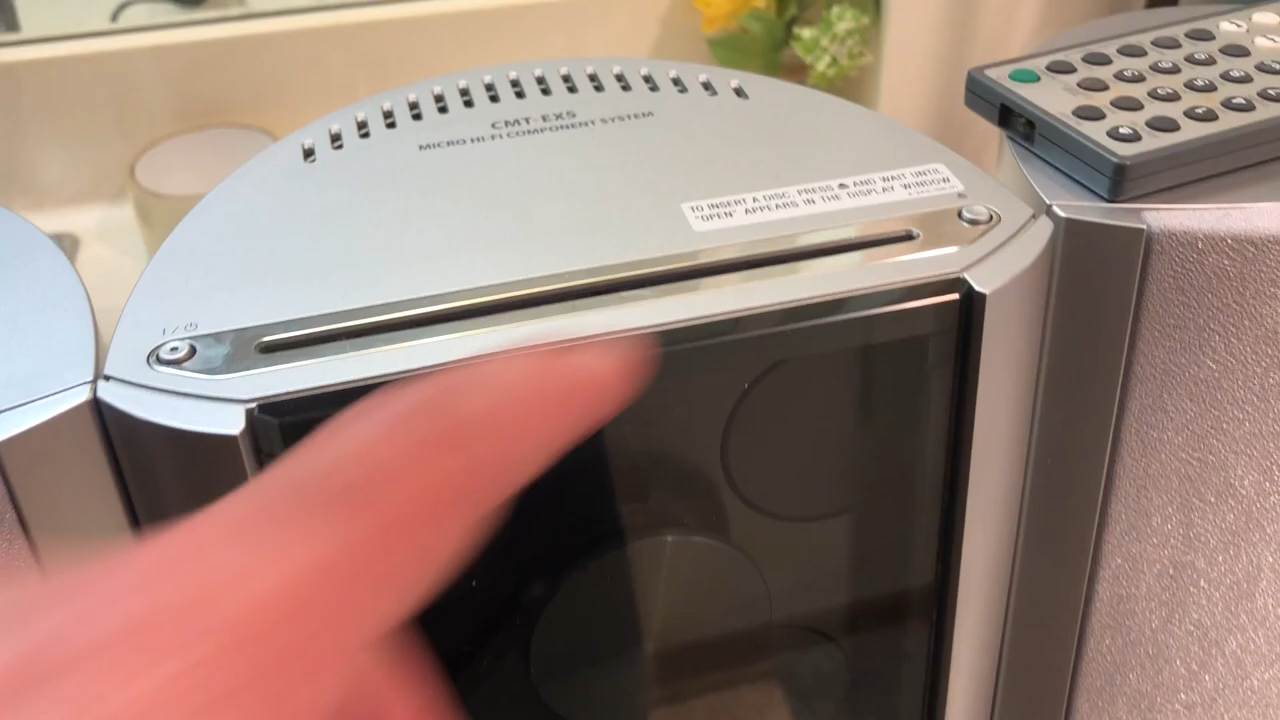 CMT-EX5
MICRO HI-FI COMPONENT SYSTEM
TO INSERT A DISC, PRESS ⏏ AND WAIT UNTIL
"OPEN" APPEARS IN THE DISPLAY WINDOW
I / ⏻